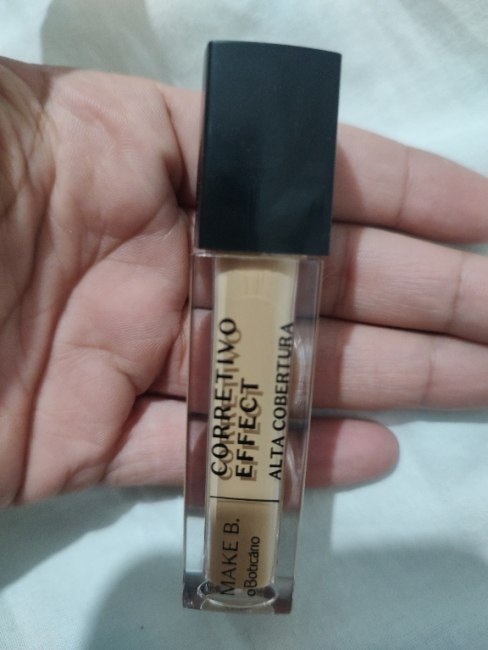 CORRETIVO
EFFECT
ALTA COBERTURA
MAKE B.
oBoticário